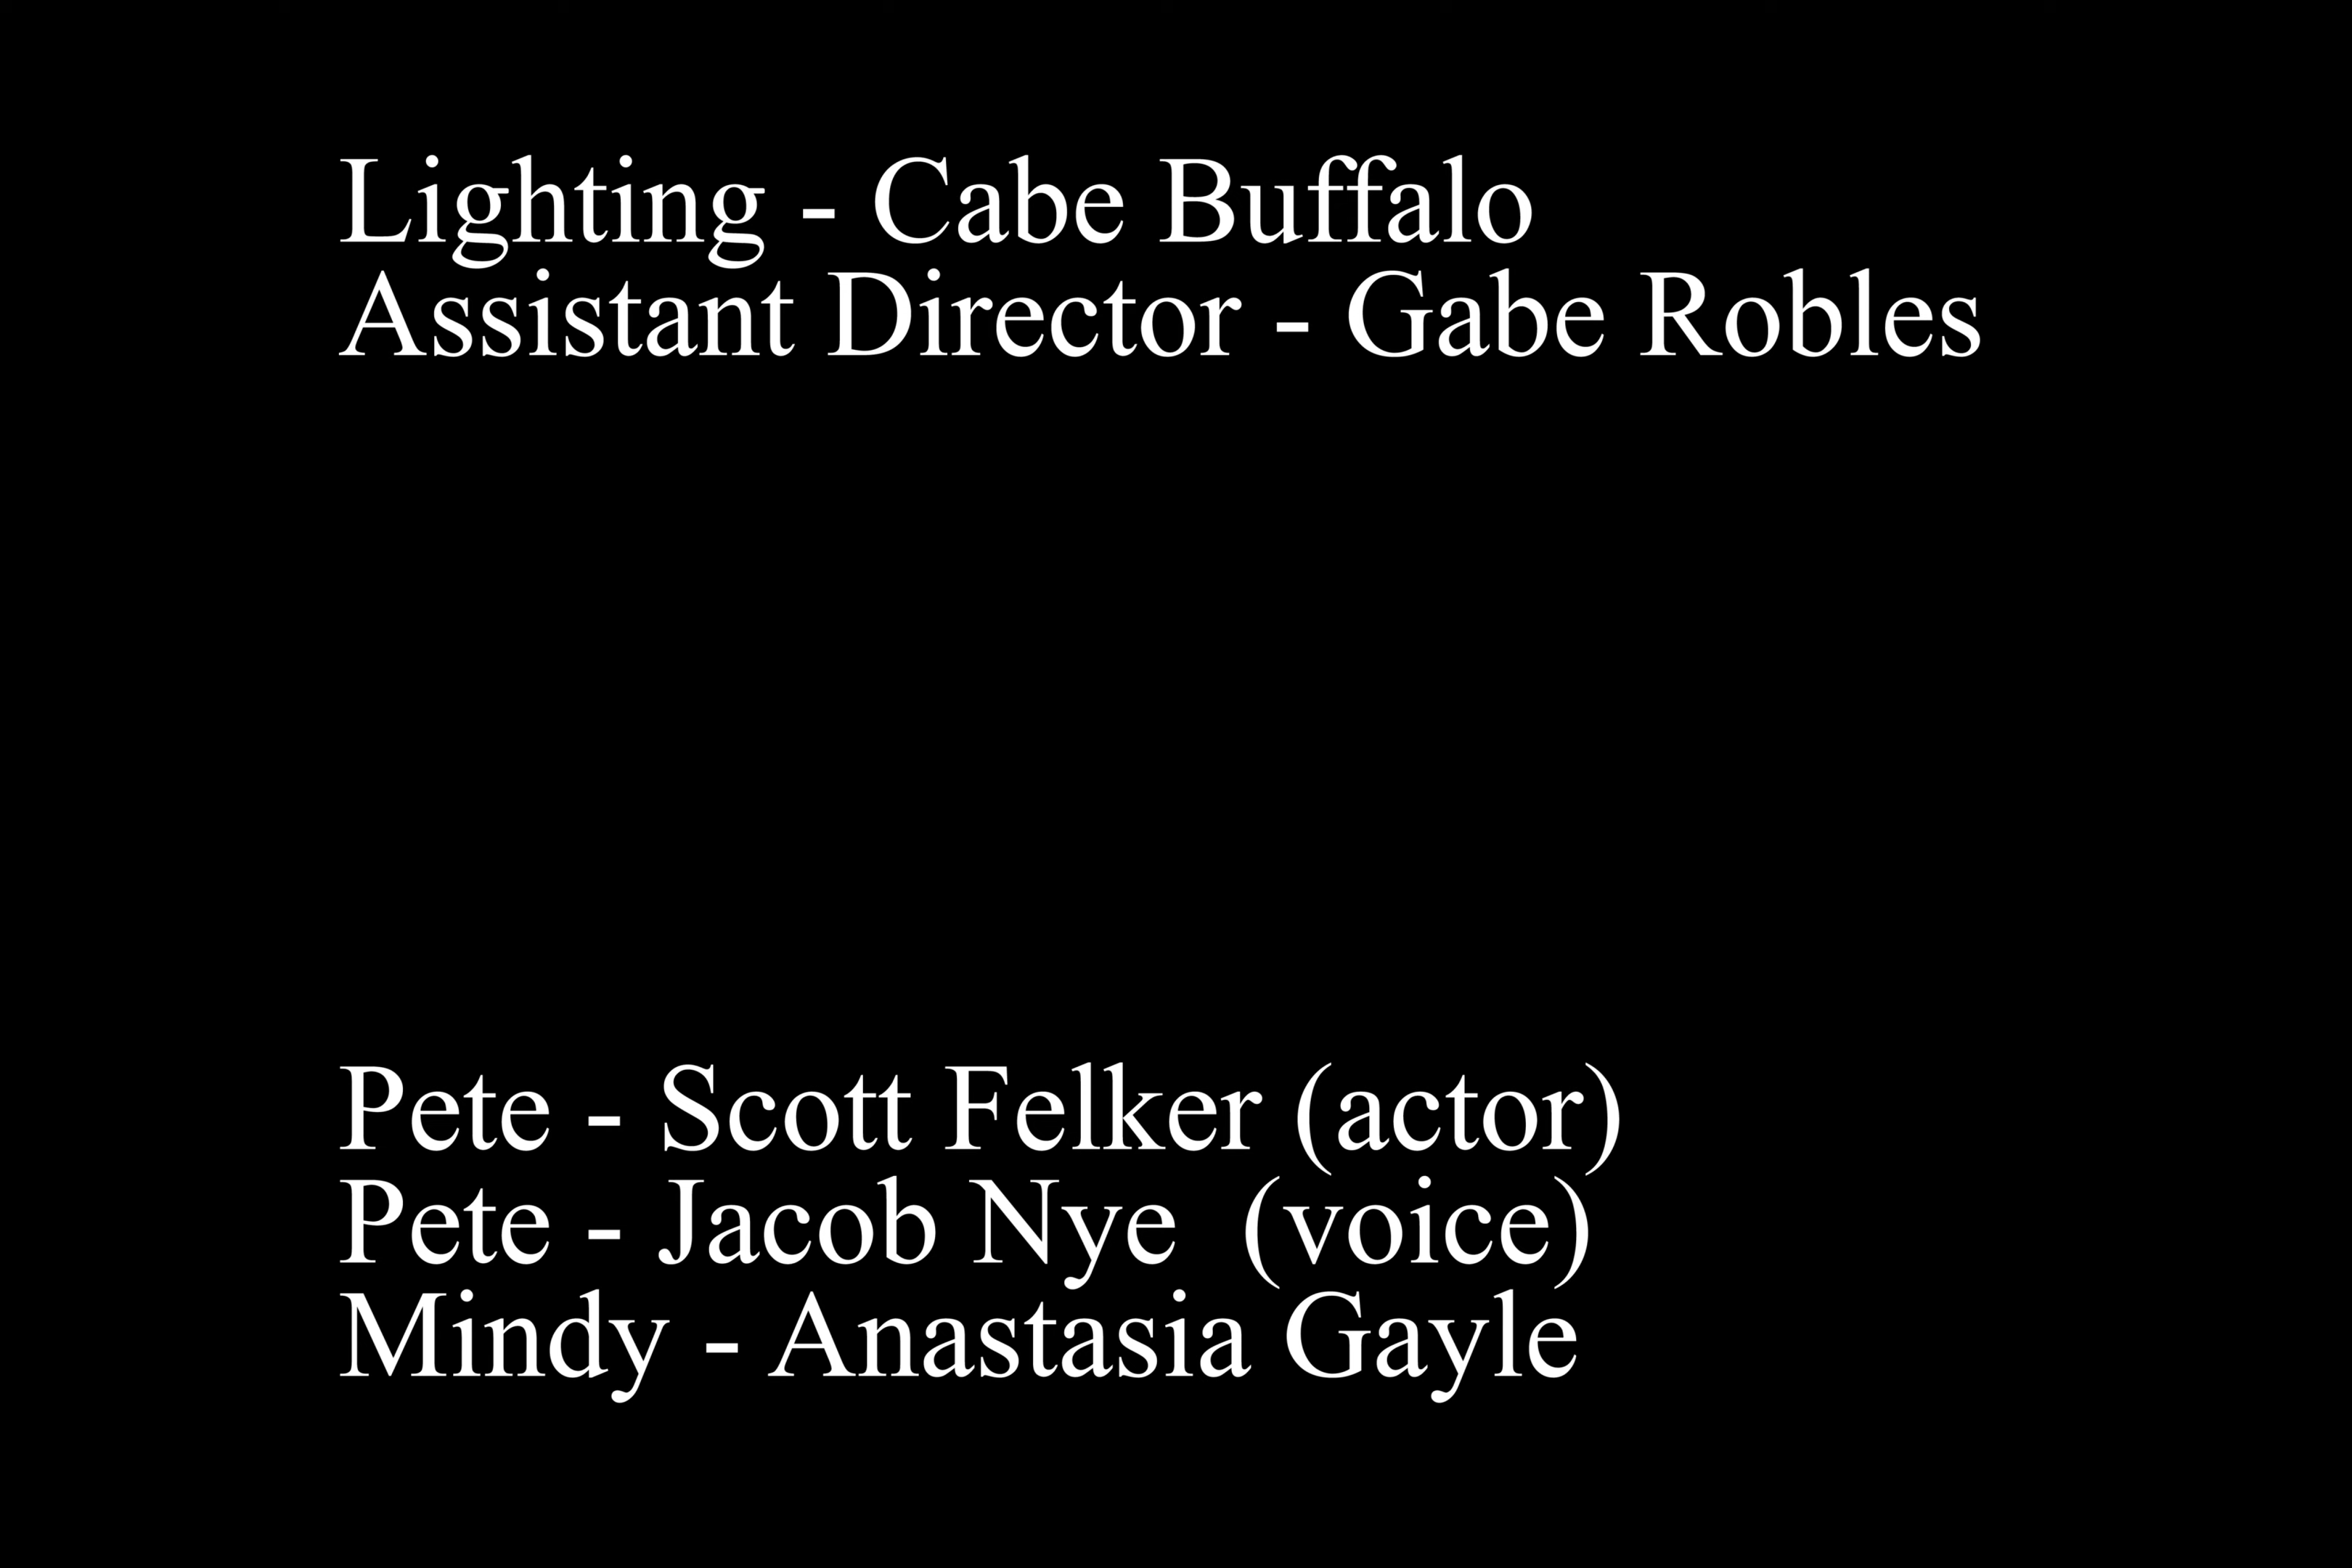 Lighting - Cabe Buffalo
Assistant Director - Gabe Robles
Pete - Scott Felker (actor)
Pete - Jacob Nye  (voice)
Mindy - Anastasia Gayle